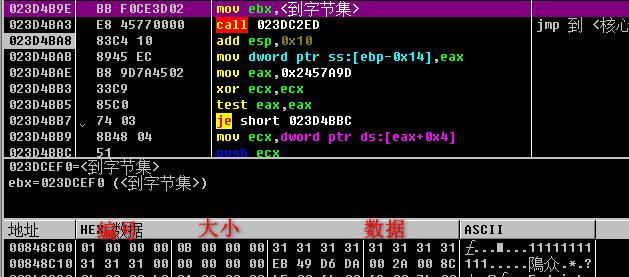 023D4B9E BB F0CE3D02 mov ebx,<到字节集>
023D4BA3 E8 45770000 call 023DC2ED jmp 到 <核心
023D4BA8 83C4 10 add esp,0x10
023D4BAB 8945 EC mov dword ptr ss:[ebp-0x14],eax
023D4BAE B8 9D7A4502 mov eax,0x2457A9D
023D4BB3 33C9 xor ecx,ecx
023D4BB5 85C0 test eax,eax
023D4BB7 74 03 je short 023D4BBC
023D4BB9 8B48 04 mov ecx,dword ptr ds:[eax+0x4]
023D4BBC 51 push ecx
023DCEF0=<到字节集>
ebx=023DCEF0 (<到字节集>)
编号 大小 数据
地址 HEX 数据 ASCII
00848C00 01 00 00 00 0B 00 00 00 31 31 31 31 31 31 31 31 £...■...11111111
00848C10 31 31 31 00 00 00 00 00 EB 49 D6 DA 00 2A 00 8C 111.....隝众.*.?